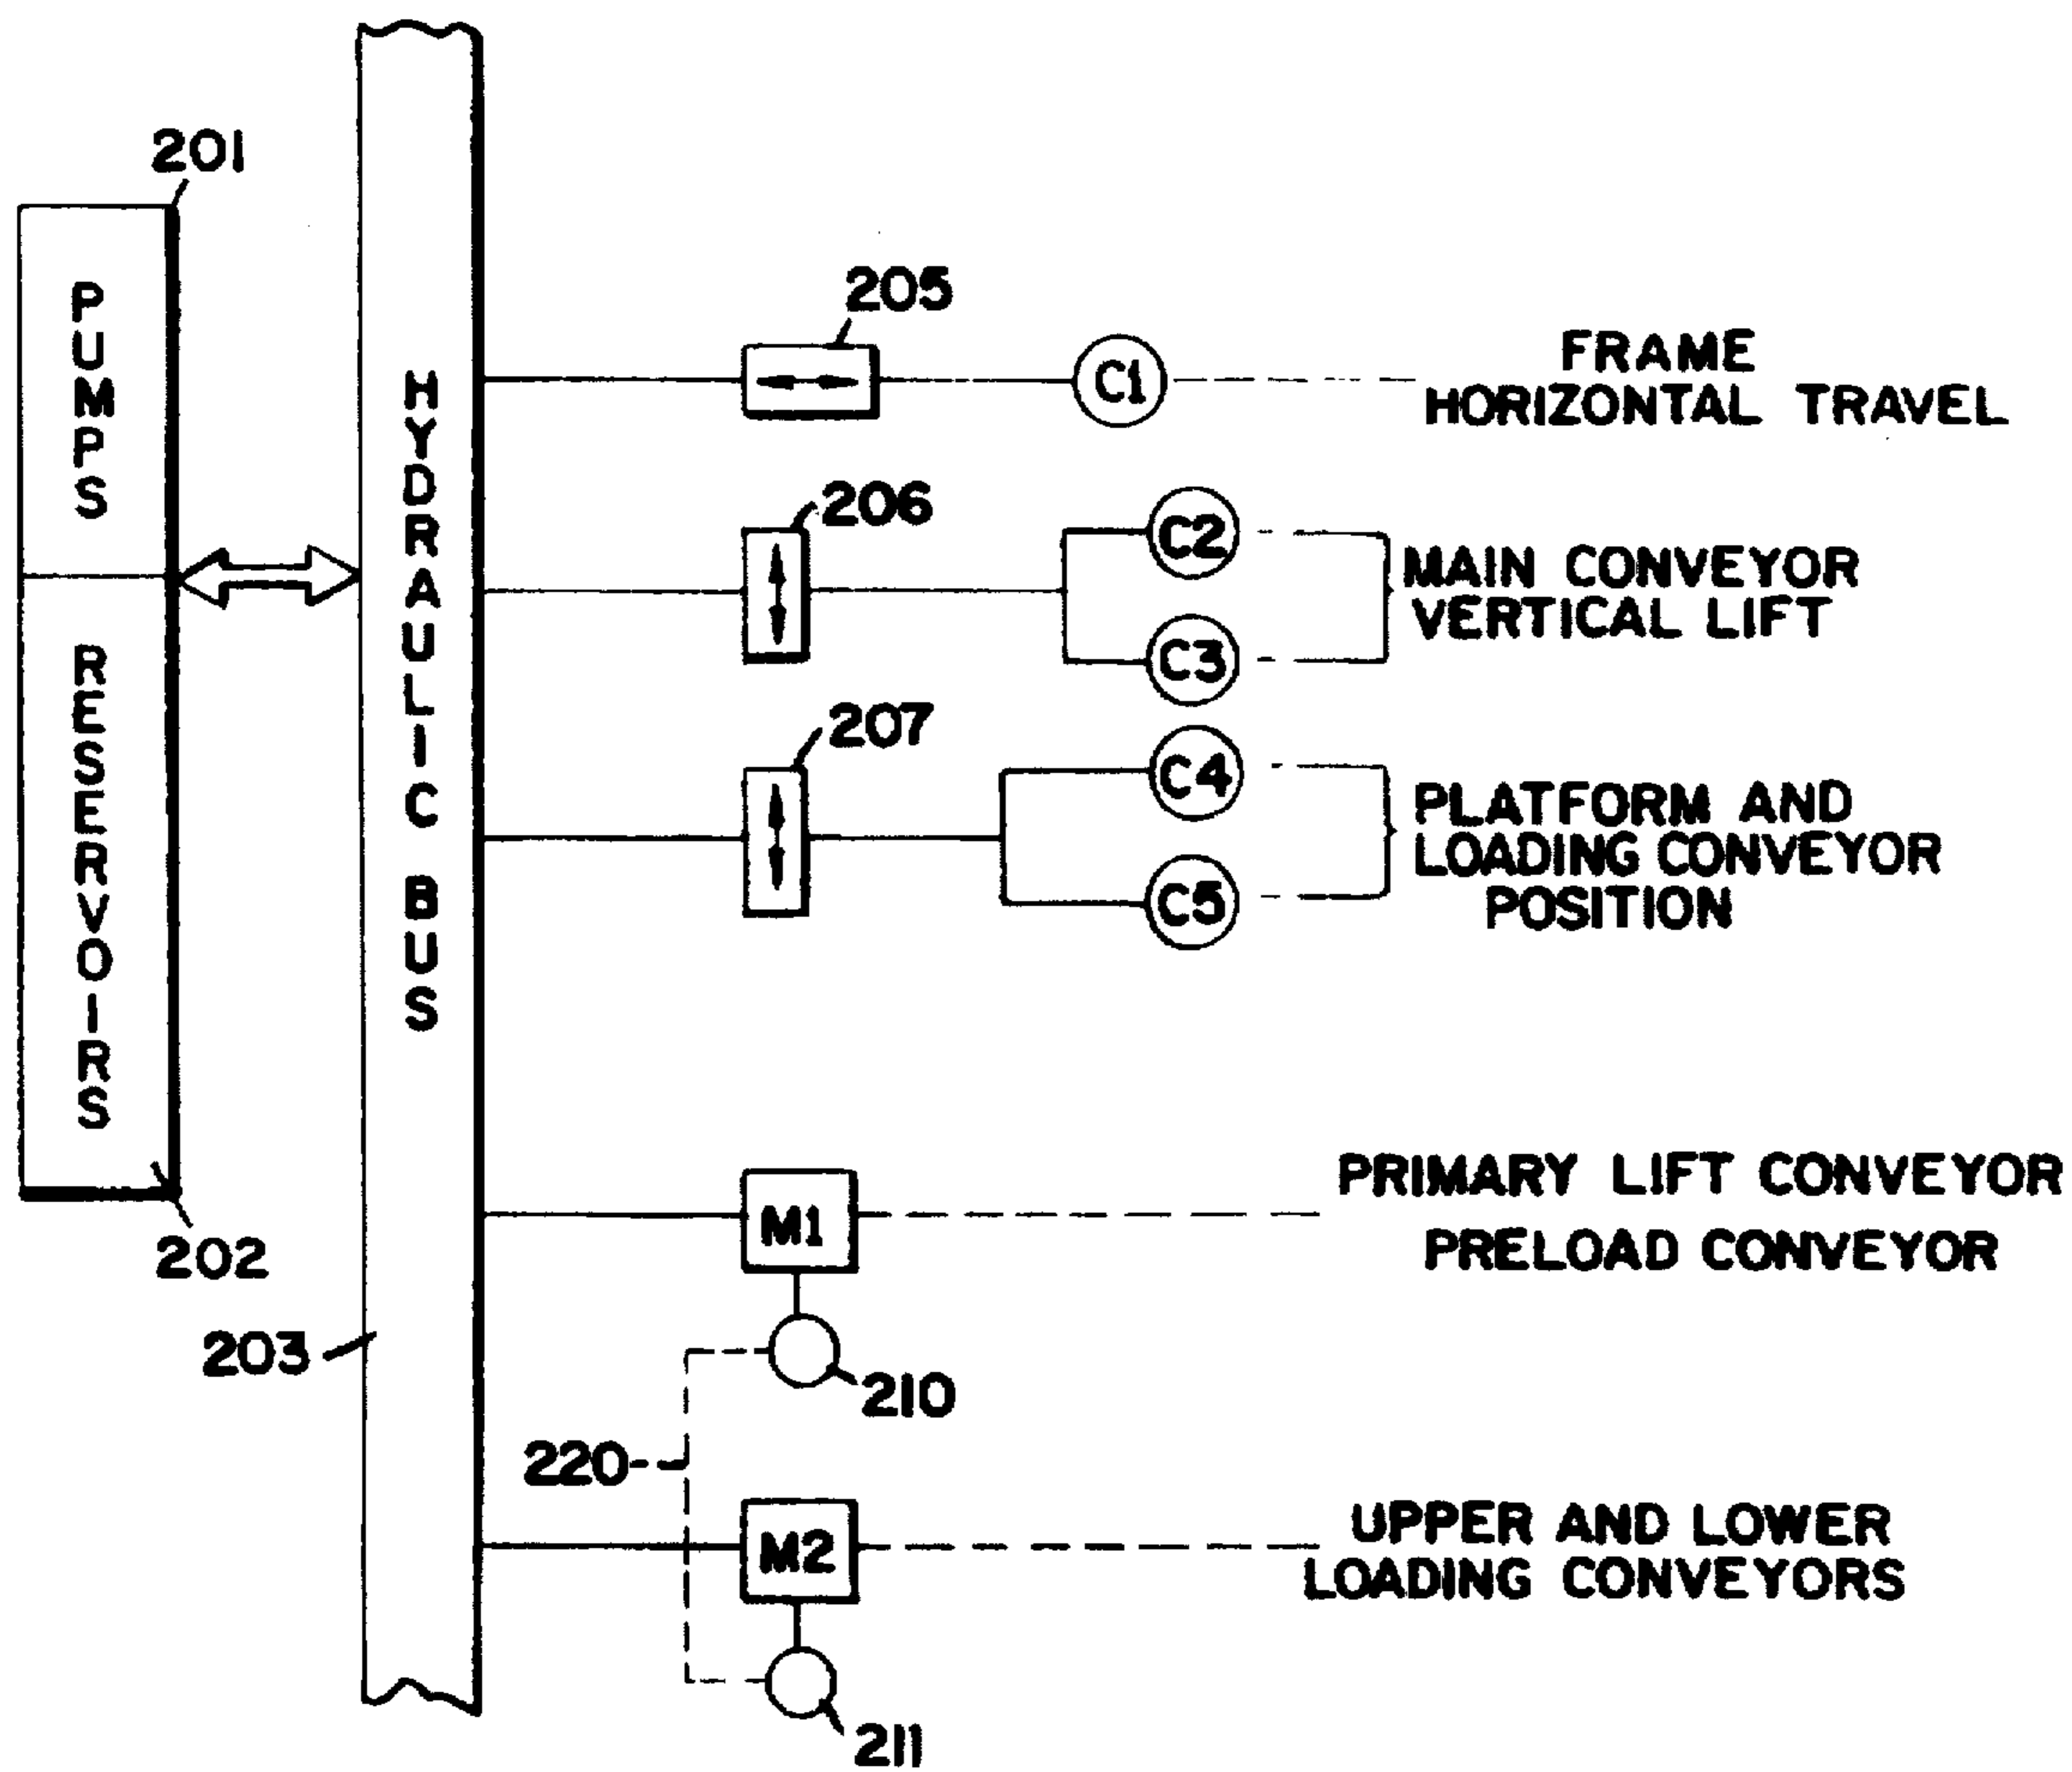 201
PUMPS
RESERVOIRS
202
HYDRAULIC BUS
203
205
C1
FRAME
HORIZONTAL TRAVEL
206
C2
C3
MAIN CONVEYOR
VERTICAL LIFT
207
C4
C5
PLATFORM AND
LOADING CONVEYOR
POSITION
M1
PRIMARY LIFT CONVEYOR
PRELOAD CONVEYOR
210
220
M2
UPPER AND LOWER
LOADING CONVEYORS
211